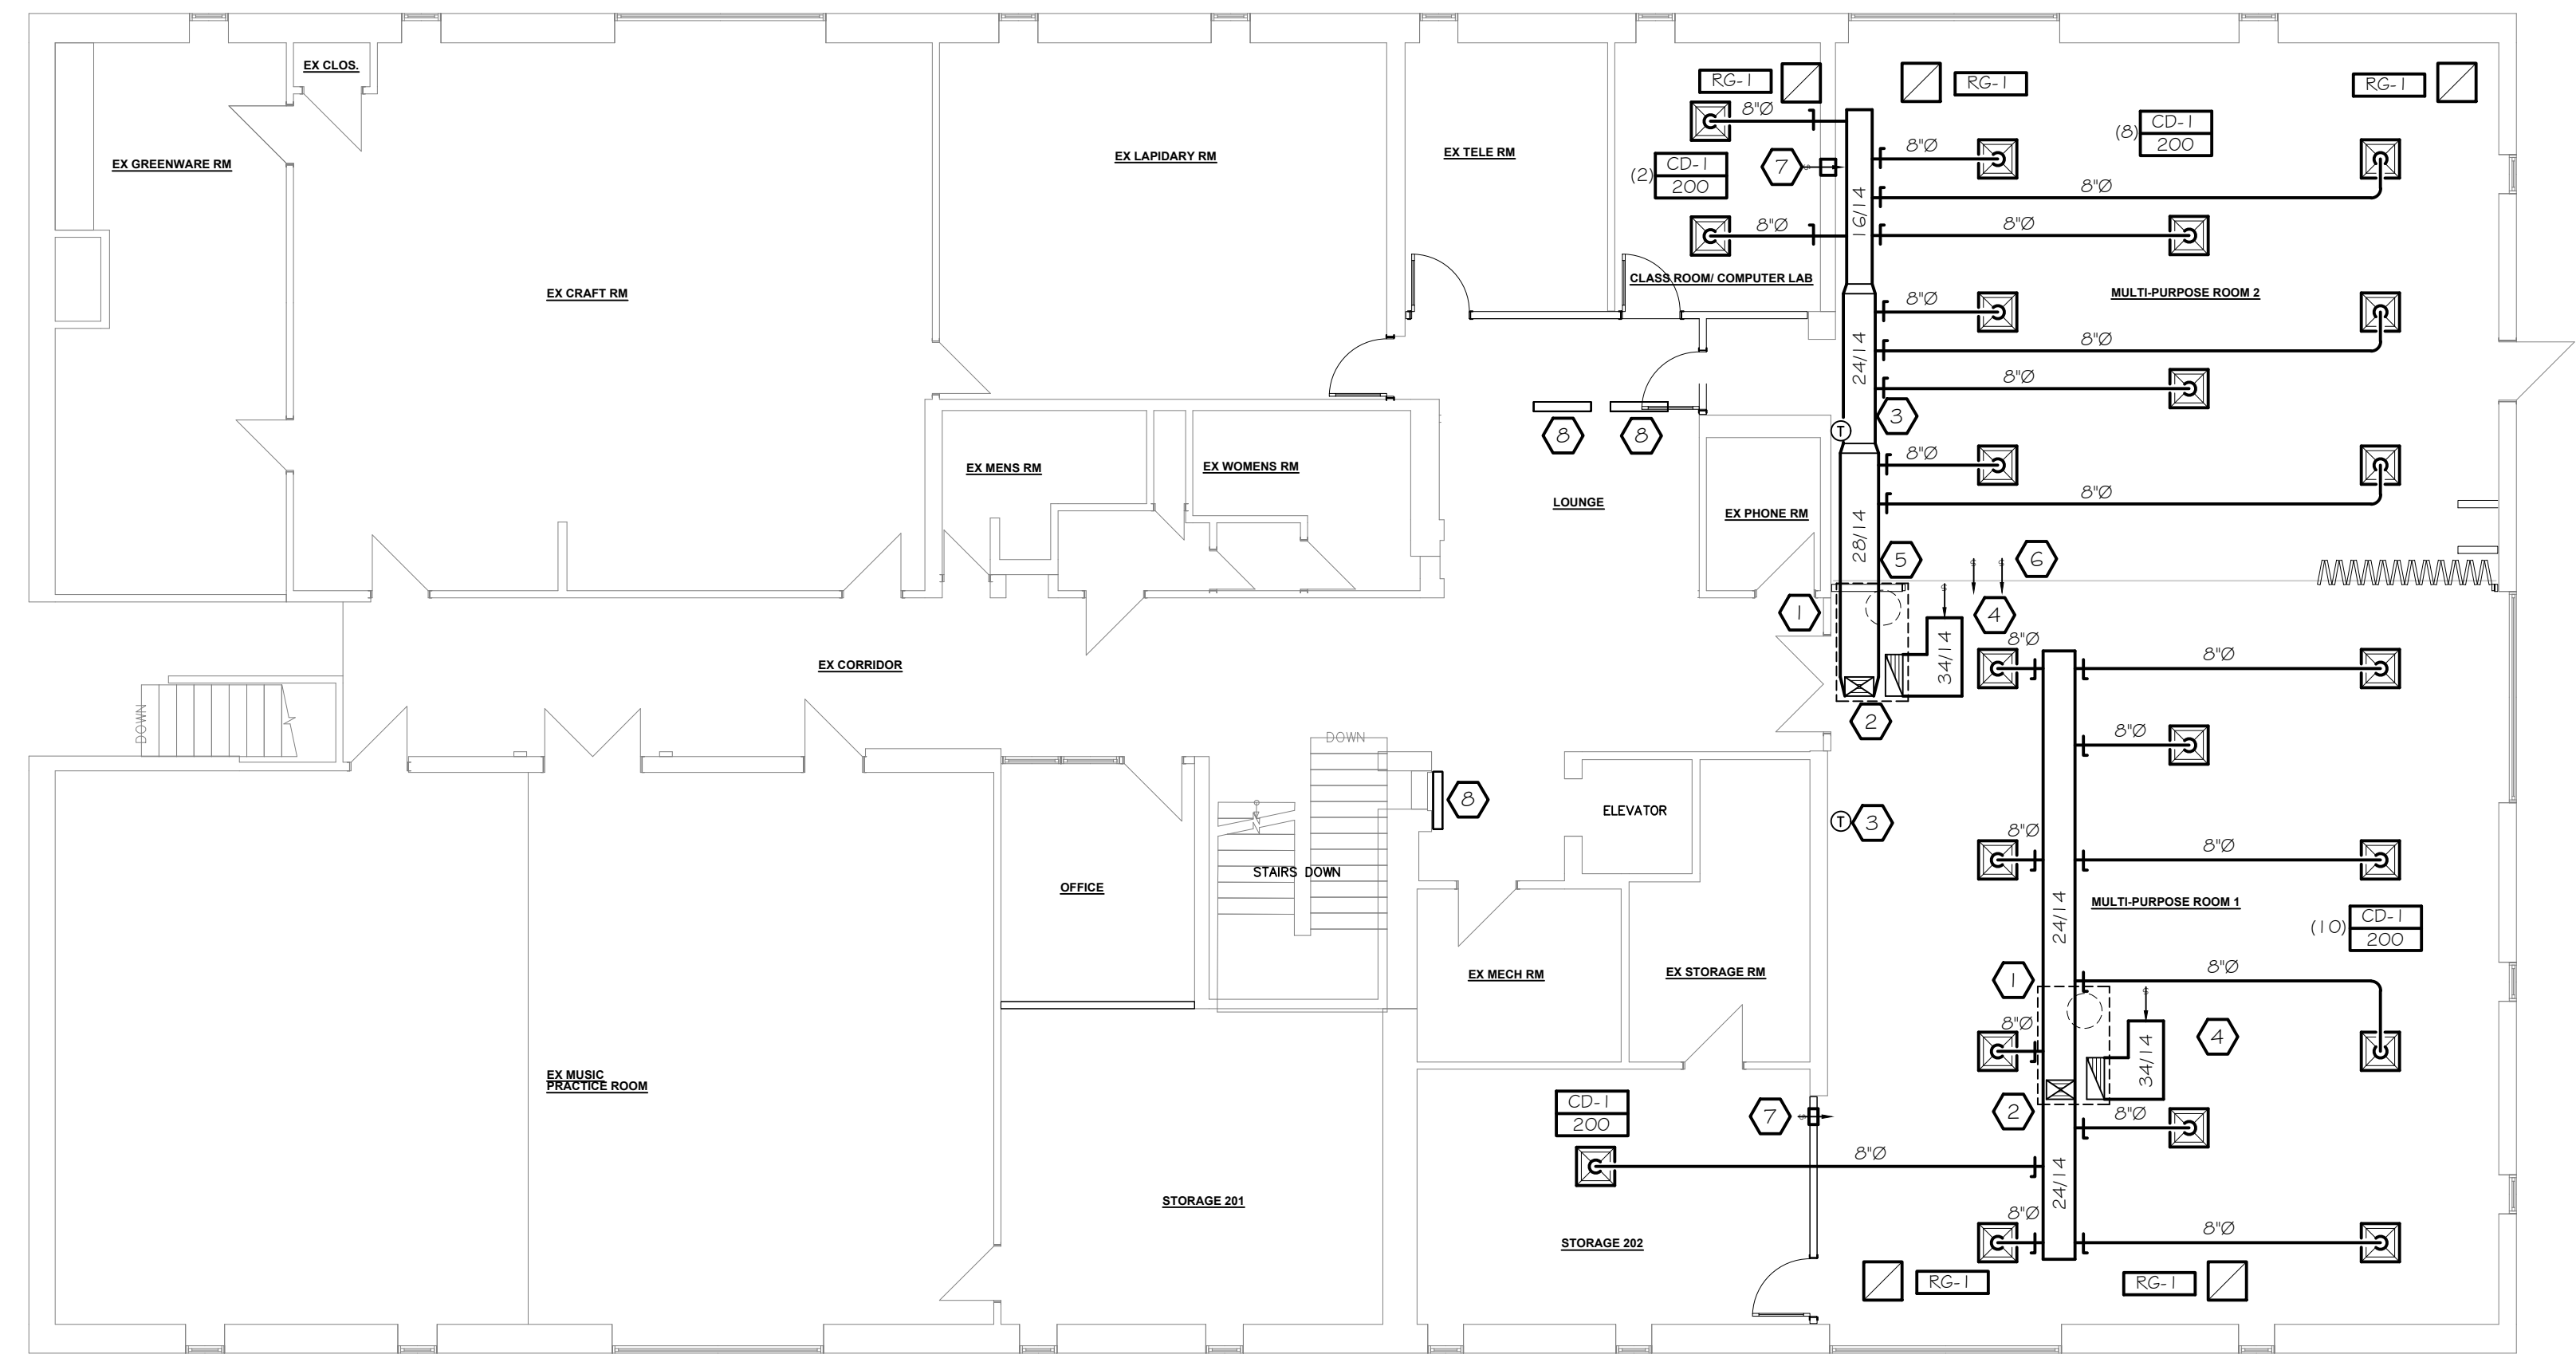 EX CLOS.
RG-1
RG-1
RG-1
8"Ø
CD-1
(8)
200
8"Ø
EX GREENWARE RM
EX LAPIDARY RM
EX TELE RM
CD-1
(2)
200
7
8"Ø
16/14
8"Ø
8"Ø
CLASS ROOM/ COMPUTER LAB
EX CRAFT RM
MULTI-PURPOSE ROOM 2
8"Ø
8"Ø
24/14
8"Ø
3
T
8
8
8"Ø
EX MENS RM
EX WOMENS RM
8"Ø
LOUNGE
EX PHONE RM
28/14
5
6
1
4
8"Ø
8"Ø
34/14
EX CORRIDOR
2
DOWN
DOWN
8"Ø
8
ELEVATOR
T
3
8"Ø
8"Ø
STAIRS DOWN
OFFICE
MULTI-PURPOSE ROOM 1
24/14
CD-1
(10)
200
EX MECH RM
EX STORAGE RM
1
8"Ø
8"Ø
4
34/14
EX MUSIC
PRACTICE ROOM
CD-1
200
7
2
8"Ø
8"Ø
24/14
STORAGE 201
8"Ø
8"Ø
STORAGE 202
RG-1
RG-1